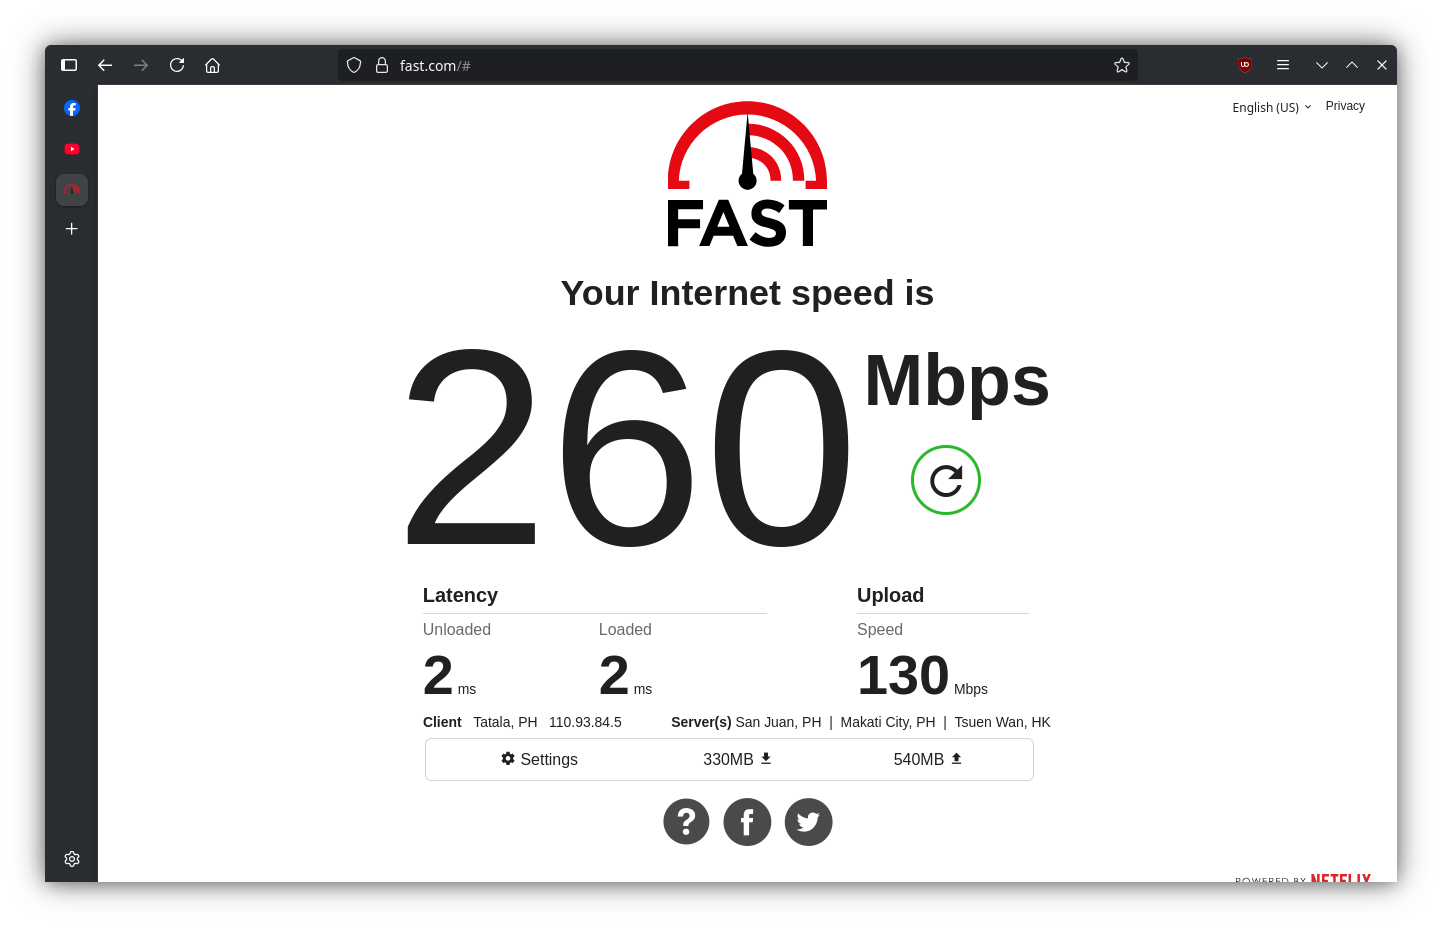 fast.com/#
English (US) Privacy
FAST
Your Internet speed is
260 Mbps
Latency Upload
Unloaded Loaded Speed
2 ms 2 ms 130 Mbps
Client Tatala, PH 110.93.84.5 Server(s) San Juan, PH | Makati City, PH | Tsuen Wan, HK
Settings 330MB 540MB
POWERED BY NETFLIX